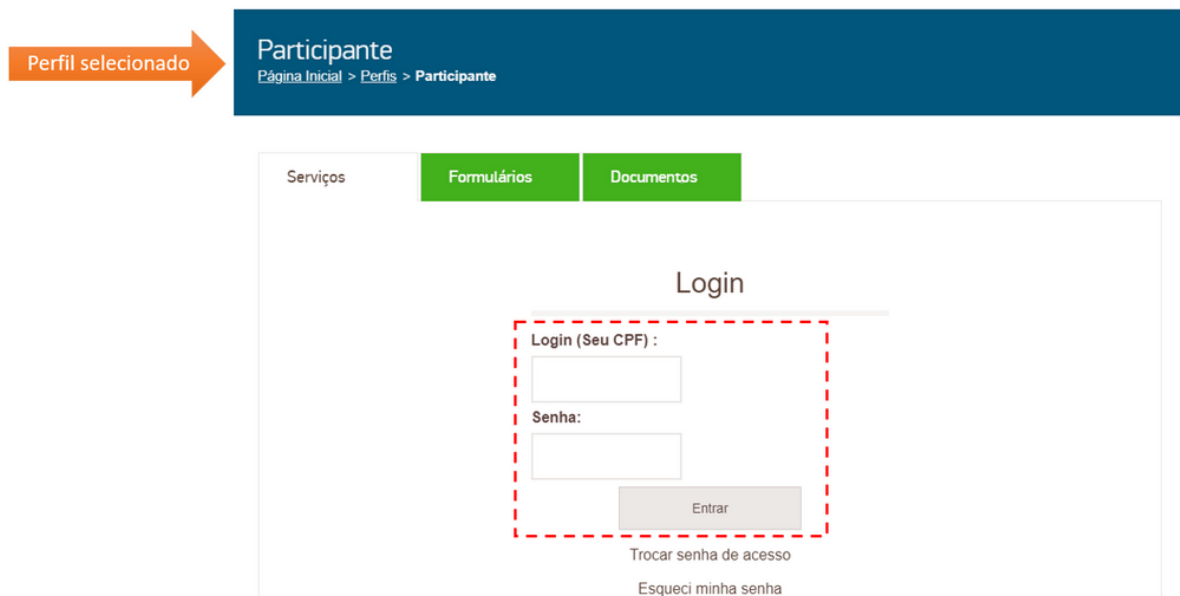 Perfil selecionado
Participante
Página Inicial > Perfis > Participante
Serviços
Formulários
Documentos
Login
Login (Seu CPF) :
Senha:
Entrar
Trocar senha de acesso
Esqueci minha senha